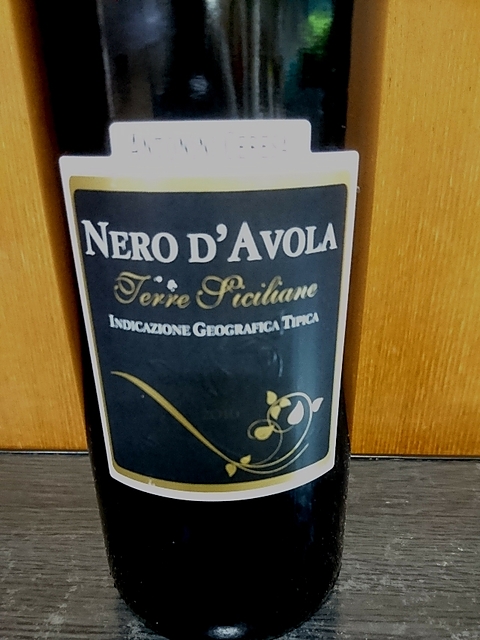 NERO D'AVOLA
Terre Siciliane
INDICAZIONE GEOGRAFICA TIPICA